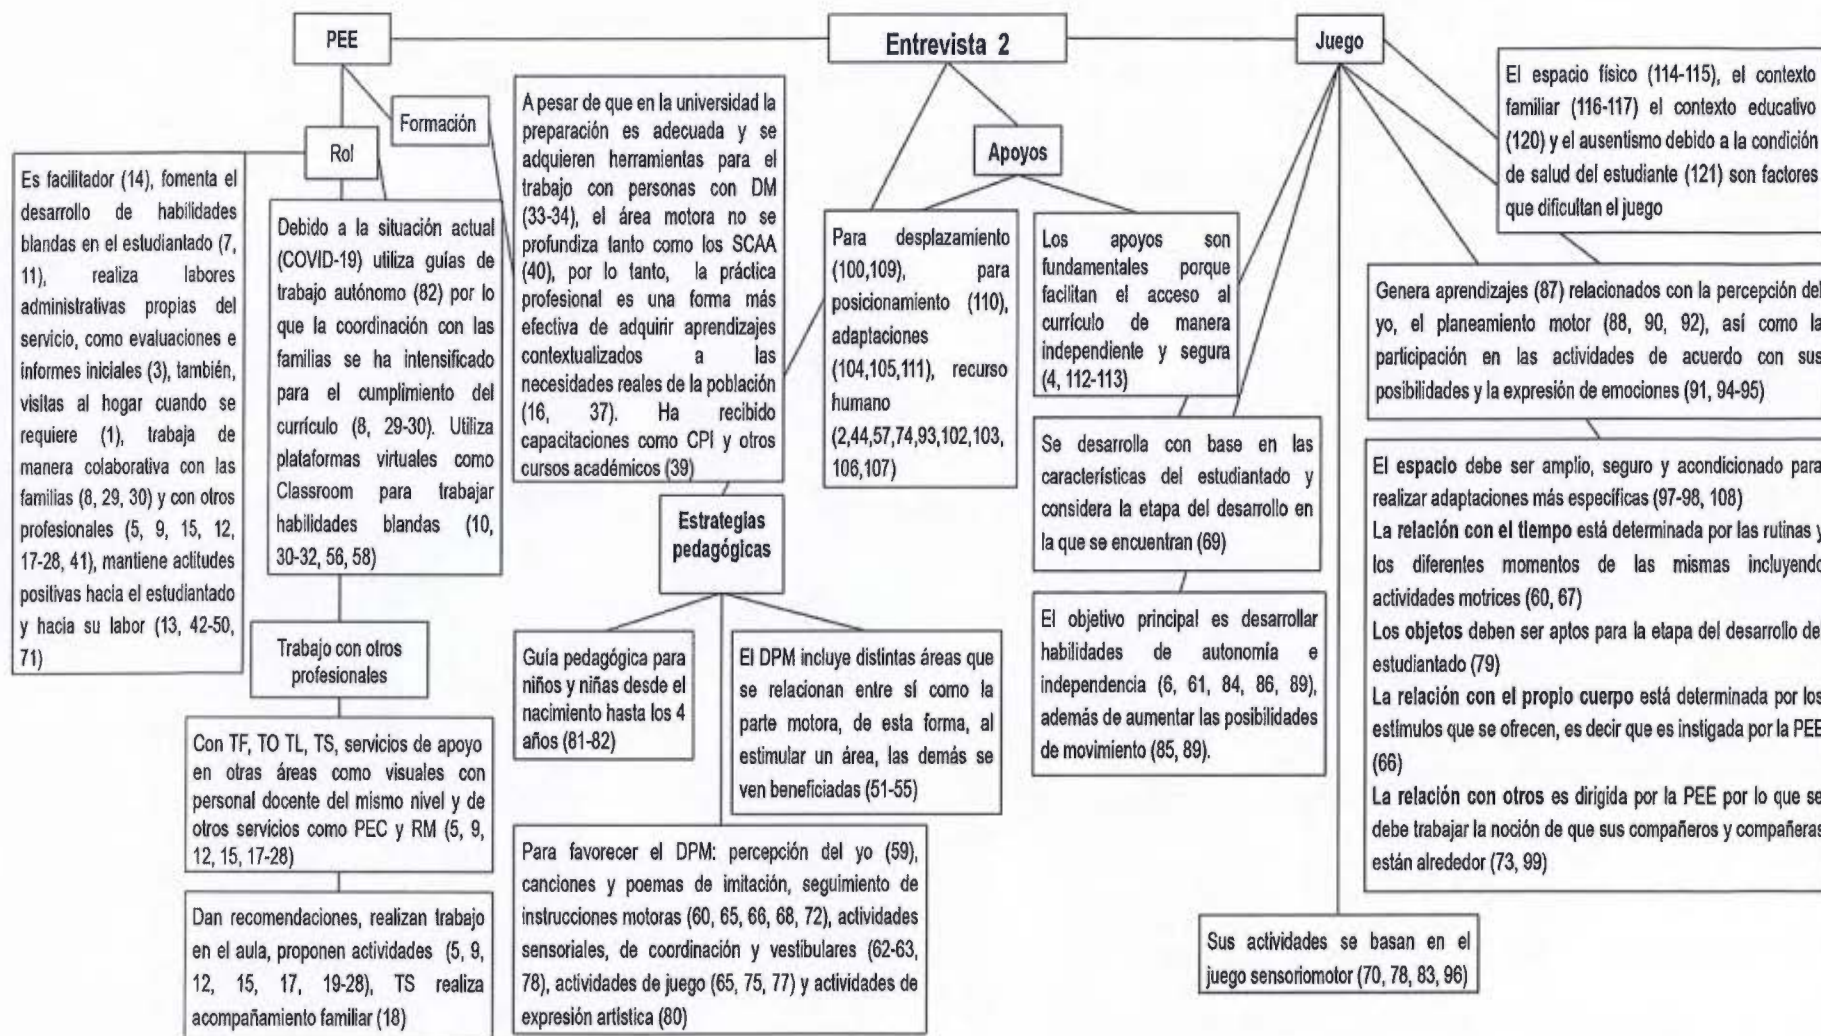 PEE
Entrevista 2
Juego
Formación
Rol
Es facilitador (14), fomenta el
desarrollo de habilidades
blandas en el estudiantado (7,
11), realiza labores
administrativas propias del
servicio, como evaluaciones e
informes iniciales (3), también,
visitas al hogar cuando se
requiere (1), trabaja de
manera colaborativa con las
familias (8, 29, 30) y con otros
profesionales (5, 9, 15, 12,
17-28, 41), mantiene actitudes
positivas hacia el estudiantado
y hacia su labor (13, 42-50,
71)
Debido a la situación actual
(COVID-19) utiliza guías de
trabajo autónomo (82) por lo
que la coordinación con las
familias se ha intensificado
para el cumplimiento del
currículo (8, 29-30). Utiliza
plataformas virtuales como
Classroom para trabajar
habilidades blandas (10,
30-32, 56, 58)
Trabajo con otros
profesionales
Con TF, TO TL, TS, servicios de apoyo
en otras áreas como visuales con
personal docente del mismo nivel y de
otros servicios como PEC y RM (5, 9,
12, 15, 17-28)
Dan recomendaciones, realizan trabajo
en el aula, proponen actividades (5, 9,
12, 15, 17, 19-28), TS realiza
acompañamiento familiar (18)
A pesar de que en la universidad la
preparación es adecuada y se
adquieren herramientas para el
trabajo con personas con DM
(33-34), el área motora no se
profundiza tanto como los SCAA
(40), por lo tanto, la práctica
profesional es una forma más
efectiva de adquirir aprendizajes
contextualizados a las
necesidades reales de la población
(16, 37). Ha recibido
capacitaciones como CPI y otros
cursos académicos (39)
Estrategias
pedagógicas
Guía pedagógica para
niños y niñas desde el
nacimiento hasta los 4
años (81-82)
El DPM incluye distintas áreas que
se relacionan entre sí como la
parte motora, de esta forma, al
estimular un área, las demás se
ven beneficiadas (51-55)
Para favorecer el DPM: percepción del yo (59),
canciones y poemas de imitación, seguimiento de
instrucciones motoras (60, 65, 66, 68, 72), actividades
sensoriales, de coordinación y vestibulares (62-63,
78), actividades de juego (65, 75, 77) y actividades de
expresión artística (80)
Apoyos
Para desplazamiento
(100,109), para
posicionamiento (110),
adaptaciones
(104,105,111), recurso
humano
(2,44,57,74,93,102,103,
106,107)
Los apoyos son
fundamentales porque
facilitan el acceso al
currículo de manera
independiente y segura
(4, 112-113)
Se desarrolla con base en las
características del estudiantado y
considera la etapa del desarrollo en
la que se encuentran (69)
El objetivo principal es desarrollar
habilidades de autonomía e
independencia (6, 61, 84, 86, 89),
además de aumentar las posibilidades
de movimiento (85, 89).
El espacio físico (114-115), el contexto
familiar (116-117) el contexto educativo
(120) y el ausentismo debido a la condición
de salud del estudiante (121) son factores
que dificultan el juego
Genera aprendizajes (87) relacionados con la percepción del
yo, el planeamiento motor (88, 90, 92), así como la
participación en las actividades de acuerdo con sus
posibilidades y la expresión de emociones (91, 94-95)
El espacio debe ser amplio, seguro y acondicionado para
realizar adaptaciones más específicas (97-98, 108)
La relación con el tiempo está determinada por las rutinas y
los diferentes momentos de las mismas incluyendo
actividades motrices (60, 67)
Los objetos deben ser aptos para la etapa del desarrollo del
estudiantado (79)
La relación con el propio cuerpo está determinada por los
estímulos que se ofrecen, es decir que es instigada por la PEE
(66)
La relación con otros es dirigida por la PEE por lo que se
debe trabajar la noción de que sus compañeros y compañeras
están alrededor (73, 99)
Sus actividades se basan en el
juego sensoriomotor (70, 78, 83, 96)